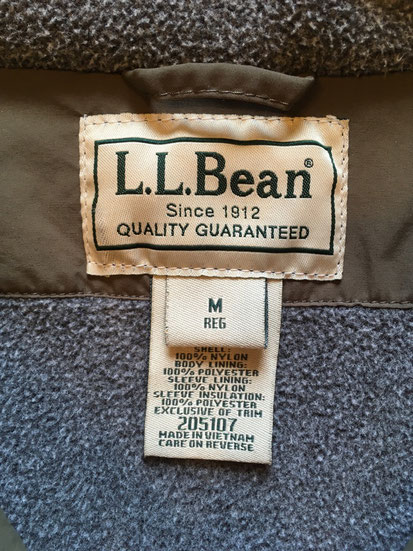 L.L.Bean®
Since 1912
QUALITY GUARANTEED
M
REG
SHELL:
100% NYLON
BODY LINING:
100% POLYESTER
SLEEVE LINING:
100% NYLON
SLEEVE INSULATION:
100% POLYESTER
EXCLUSIVE OF TRIM
205107
MADE IN VIETNAM
CARE ON REVERSE